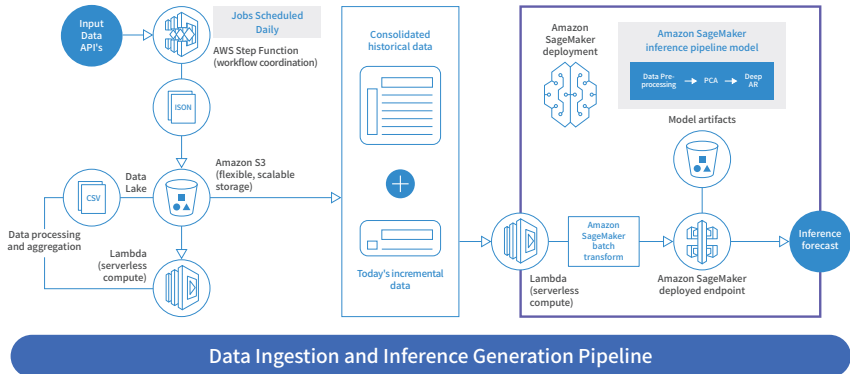 Input
Data
API's
Jobs Scheduled
Daily
AWS Step Function
(workflow coordination)
JSON
Amazon S3
(flexible, scalable
storage)
Data
Lake
CSV
Data processing
and aggregation
Lambda
(serverless
compute)
Consolidated
historical data
Today's incremental
data
Amazon
SageMaker
deployment
Amazon SageMaker
inference pipeline model
Data Pre-
processing
PCA
Deep
AR
Model artifacts
Lambda
(serverless
compute)
Amazon
SageMaker
batch
transform
Amazon SageMaker
deployed endpoint
Inference
forecast
Data Ingestion and Inference Generation Pipeline